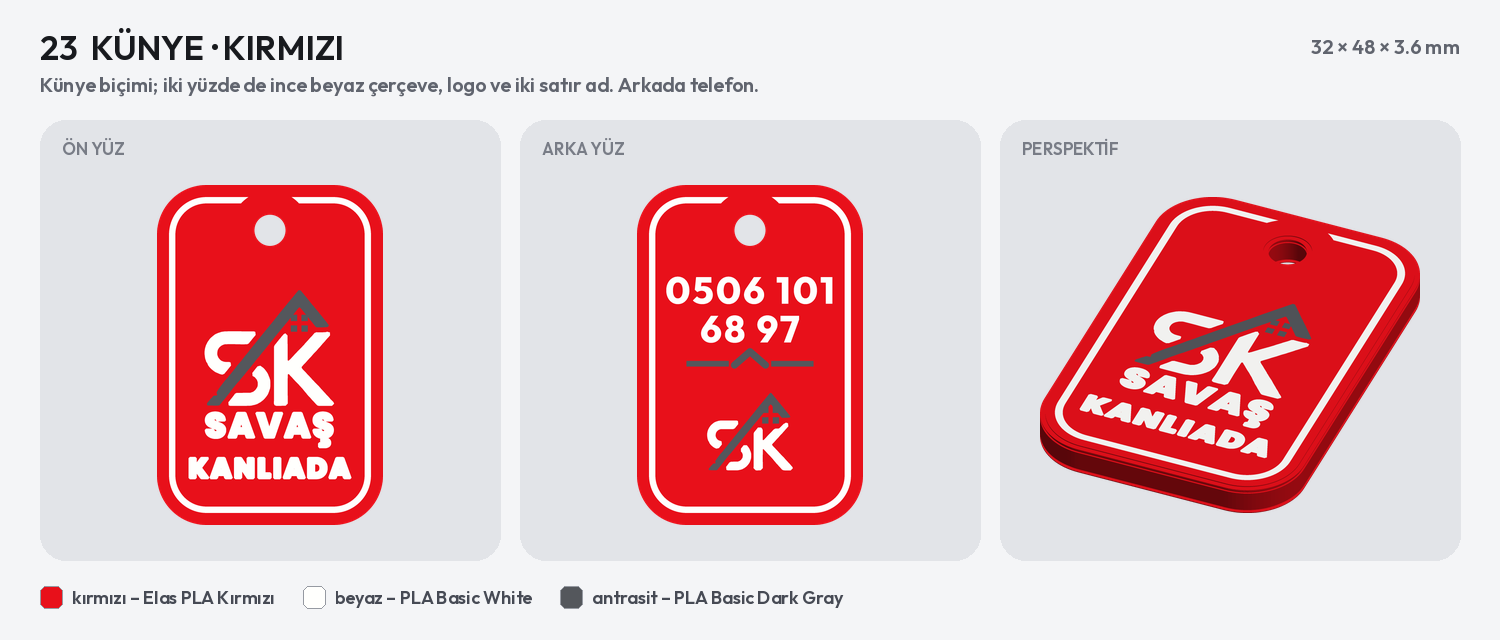 23 KÜNYE · KIRMIZI
32 × 48 × 3.6 mm
Künye biçimi; iki yüzde de ince beyaz çerçeve, logo ve iki satır ad. Arkada telefon.
ÖN YÜZ
SK
SAVAŞ
KANLIADA
ARKA YÜZ
0506 101
68 97
SK
PERSPEKTİF
SK
SAVAŞ
KANLIADA
kırmızı – Elas PLA Kırmızı
beyaz – PLA Basic White
antrasit – PLA Basic Dark Gray